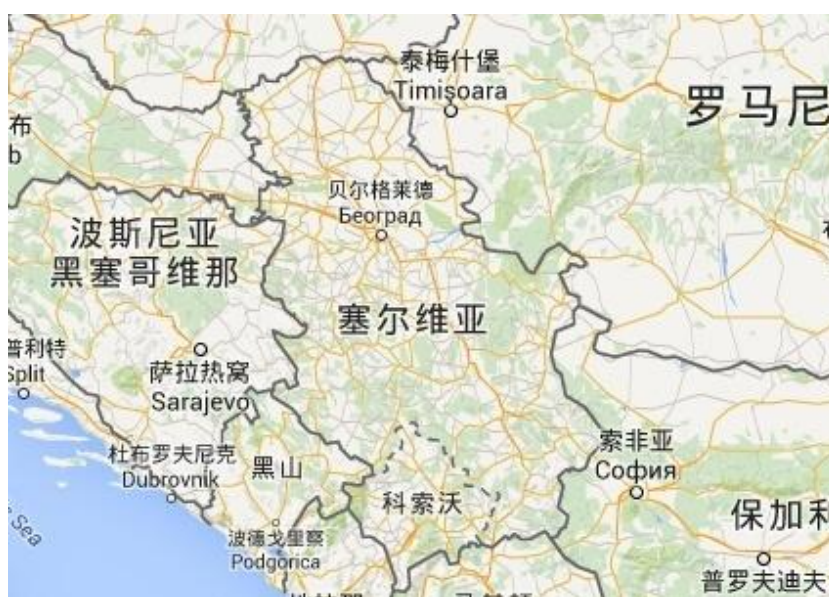 泰梅什堡
Timișoara
罗马尼
布
b
贝尔格莱德
Београд
波斯尼亚
黑塞哥维那
塞尔维亚
普利特
Split
萨拉热窝
Sarajevo
索非亚
София
杜布罗夫尼克
Dubrovnik
黑山
科索沃
保加利
波德戈里察
Podgorica
Sea
普罗夫迪夫